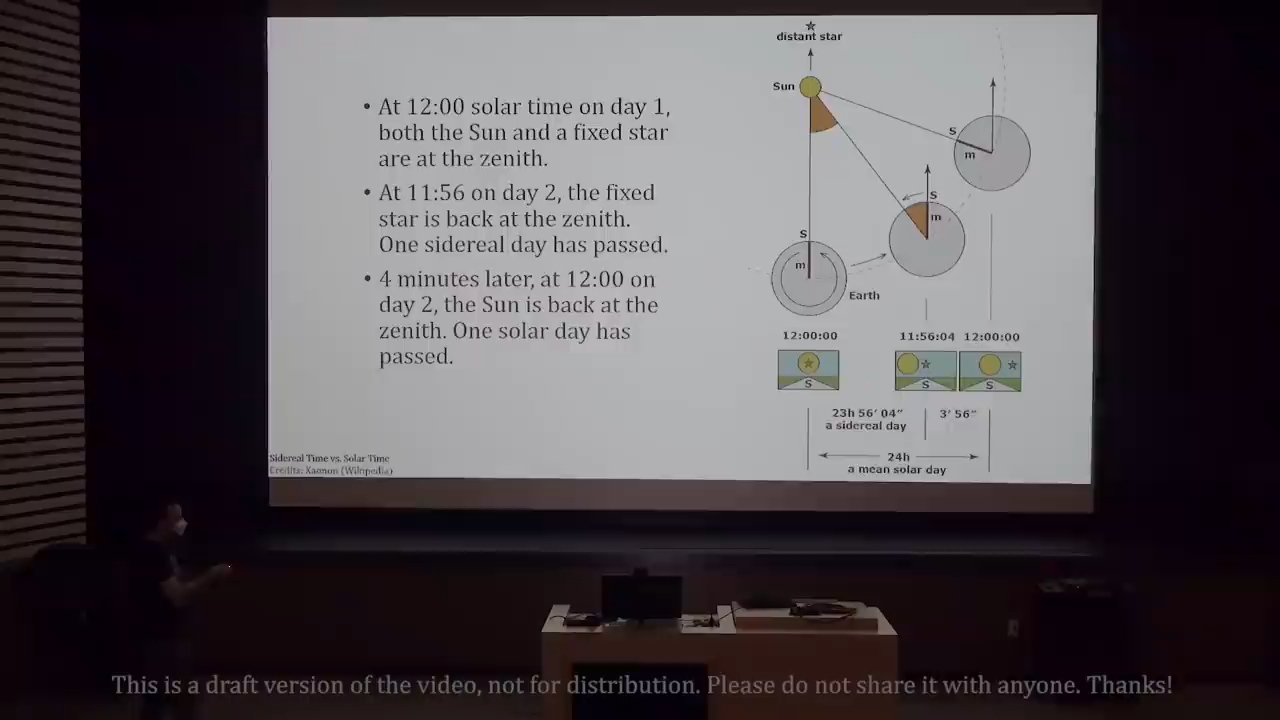 • At 12:00 solar time on day 1,
both the Sun and a fixed star
are at the zenith.
• At 11:56 on day 2, the fixed
star is back at the zenith.
One sidereal day has passed.
• 4 minutes later, at 12:00 on
day 2, the Sun is back at the
zenith. One solar day has
passed.
distant star
Sun
S
m
S
m
S
m
Earth
12:00:00
11:56:04
12:00:00
S
S
S
23h 56′ 04″
a sidereal day
3′ 56″
24h
a mean solar day
Sidereal Time vs. Solar Time
Credits: Xaonon (Wikipedia)
This is a draft version of the video, not for distribution. Please do not share it with anyone. Thanks!